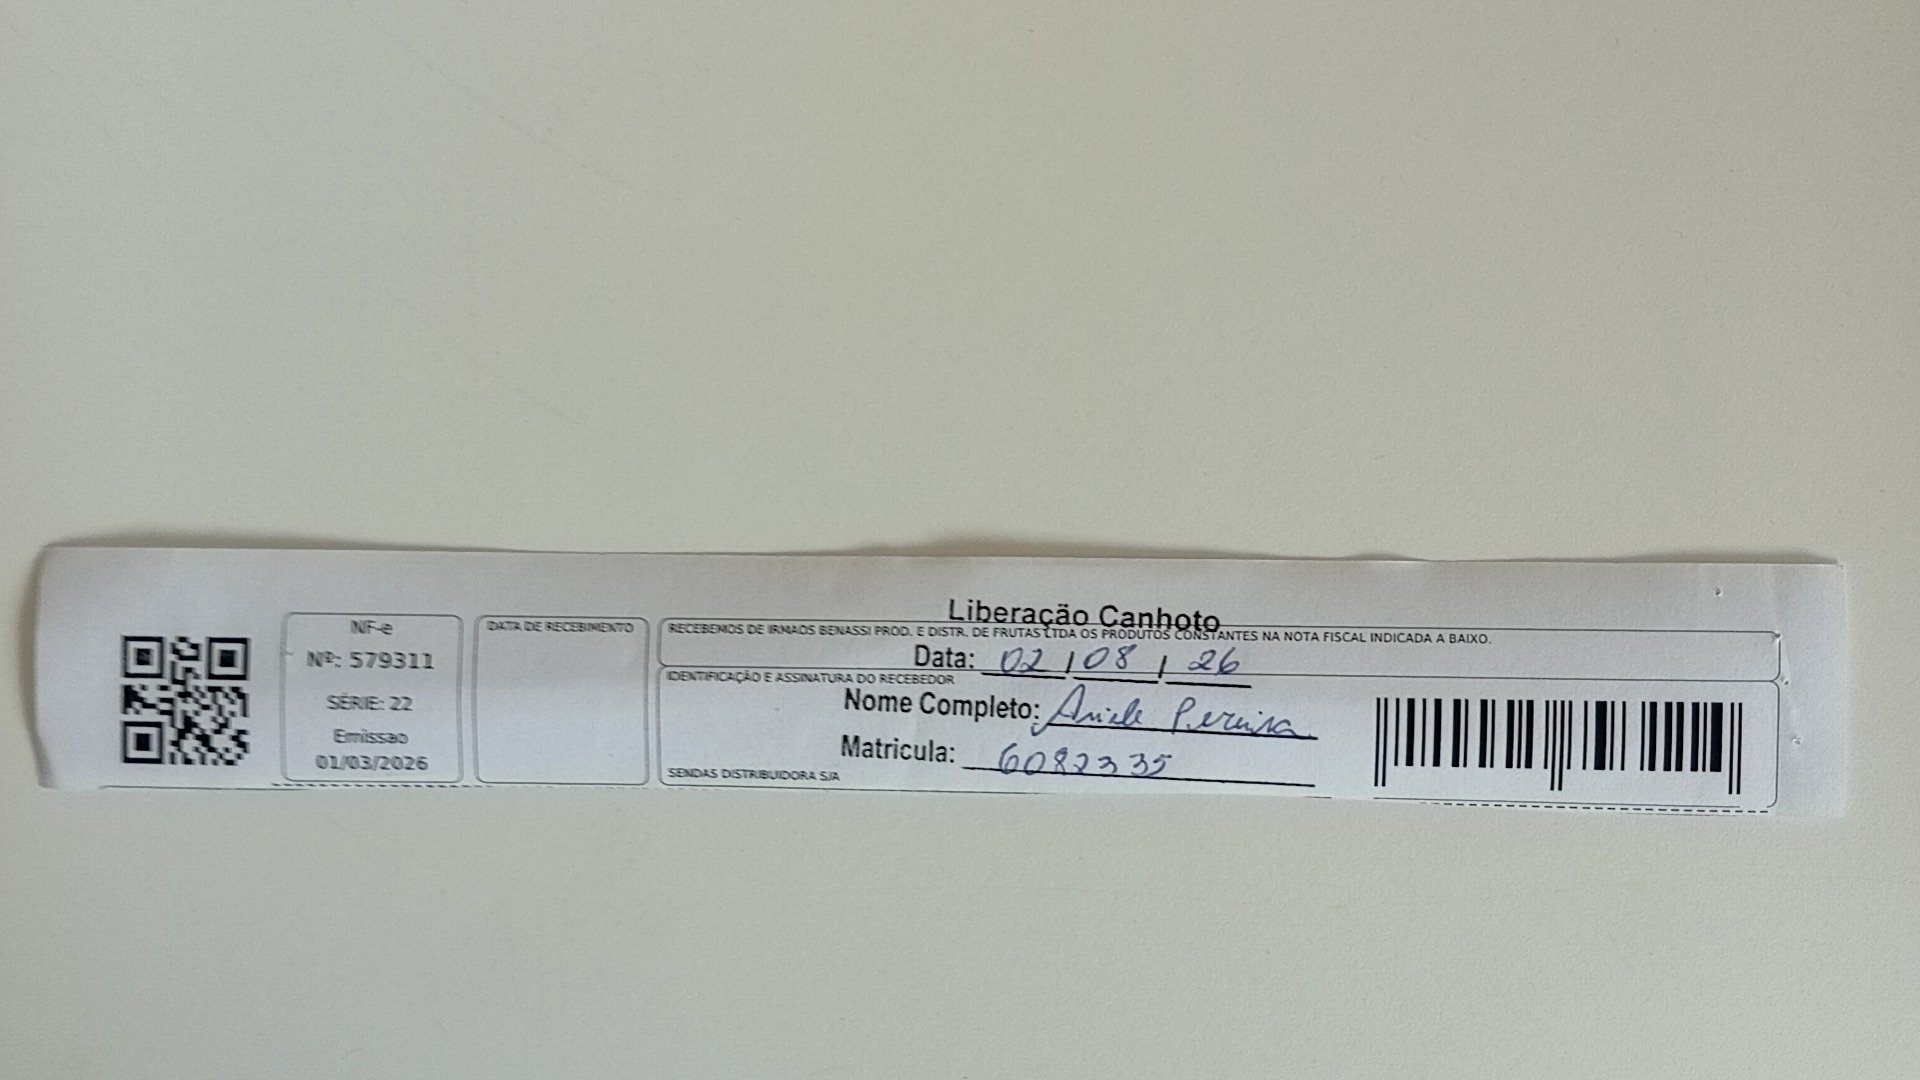 Liberação Canhoto
NF-e
Nº: 579311
SÉRIE: 22
Emissao
01/03/2026
DATA DE RECEBIMENTO
RECEBEMOS DE IRMAOS BENASSI PROD. E DISTR. DE FRUTAS LTDA OS PRODUTOS CONSTANTES NA NOTA FISCAL INDICADA A BAIXO.
Data: 02/08/26
IDENTIFICAÇÃO E ASSINATURA DO RECEBEDOR
Nome Completo: Ariele Pereira
Matricula: 6082335
SENDAS DISTRIBUIDORA S/A